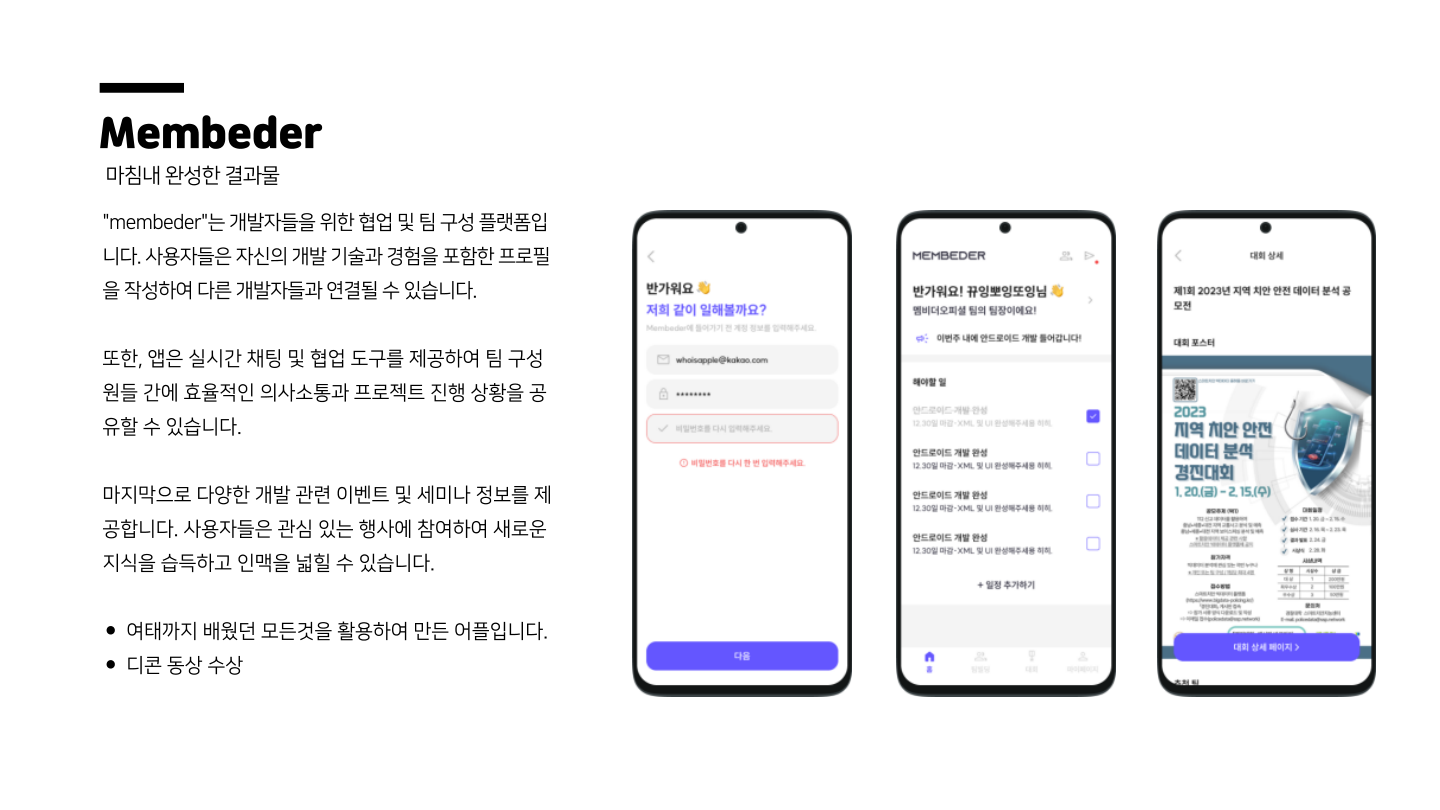 Membeder
마침내 완성한 결과물
"membeder"는 개발자들을 위한 협업 및 팀 구성 플랫폼입
니다. 사용자들은 자신의 개발 기술과 경험을 포함한 프로필
을 작성하여 다른 개발자들과 연결될 수 있습니다.
또한, 앱은 실시간 채팅 및 협업 도구를 제공하여 팀 구성
원들 간에 효율적인 의사소통과 프로젝트 진행 상황을 공
유할 수 있습니다.
마지막으로 다양한 개발 관련 이벤트 및 세미나 정보를 제
공합니다. 사용자들은 관심 있는 행사에 참여하여 새로운
지식을 습득하고 인맥을 넓힐 수 있습니다.
• 여태까지 배웠던 모든것을 활용하여 만든 어플입니다.
• 디콘 동상 수상
반가워요 👋
저희 같이 일해볼까요?
Membeder에 들어가기 전 계정 정보를 입력해주세요.
whoisapple@kakao.com
••••••••
비밀번호를 다시 입력해주세요.
비밀번호를 다시 한 번 입력해주세요.
다음
MEMBEDER
반가워요! 뀨잉뽀잉또잉님 👋
멤비더오피셜 팀의 팀장이에요!
이번주 내에 안드로이드 개발 들어갑니다!
해야할 일
안드로이드 개발 완성
12.30일 마감-XML 및 UI 완성해주세용 히히.
안드로이드 개발 완성
12.30일 마감-XML 및 UI 완성해주세용 히히.
안드로이드 개발 완성
12.30일 마감-XML 및 UI 완성해주세용 히히.
안드로이드 개발 완성
12.30일 마감-XML 및 UI 완성해주세용 히히.
+ 일정 추가하기
홈
대회
마이페이지
대회 상세
제1회 2023년 지역 치안 안전 데이터 분석 공
모전
대회 포스터
2023
지역 치안 안전
데이터 분석
경진대회
1. 20.(금) - 2. 15.(수)
대회일정
참가자격
시상내역
접수방법
문의처
대회 상세 페이지 >
추천 팀